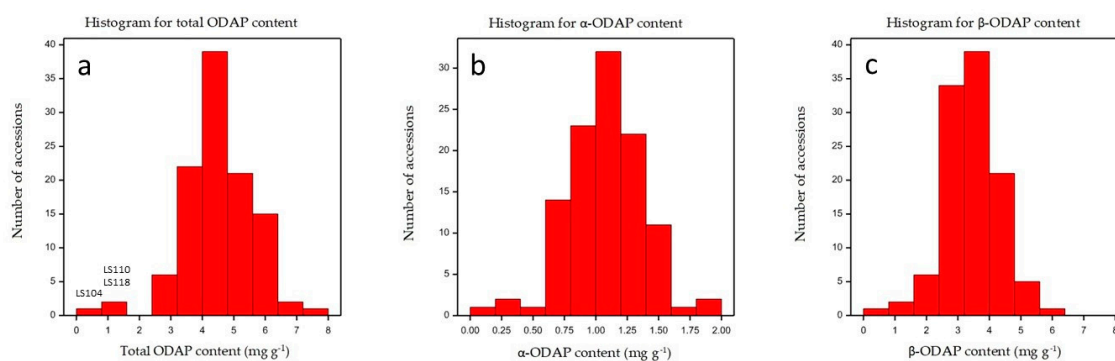 Histogram for total ODAP content
a
Number of accessions
40
35
30
25
20
15
10
5
0
LS110
LS118
LS104
0 1 2 3 4 5 6 7 8
Total ODAP content (mg g⁻¹)
Histogram for α-ODAP content
b
Number of accessions
30
25
20
15
10
5
0
0.00 0.25 0.50 0.75 1.00 1.25 1.50 1.75 2.00
α-ODAP content (mg g⁻¹)
Histogram for β-ODAP content
c
Number of accessions
40
35
30
25
20
15
10
5
0
0 1 2 3 4 5 6 7 8
β-ODAP content (mg g⁻¹)